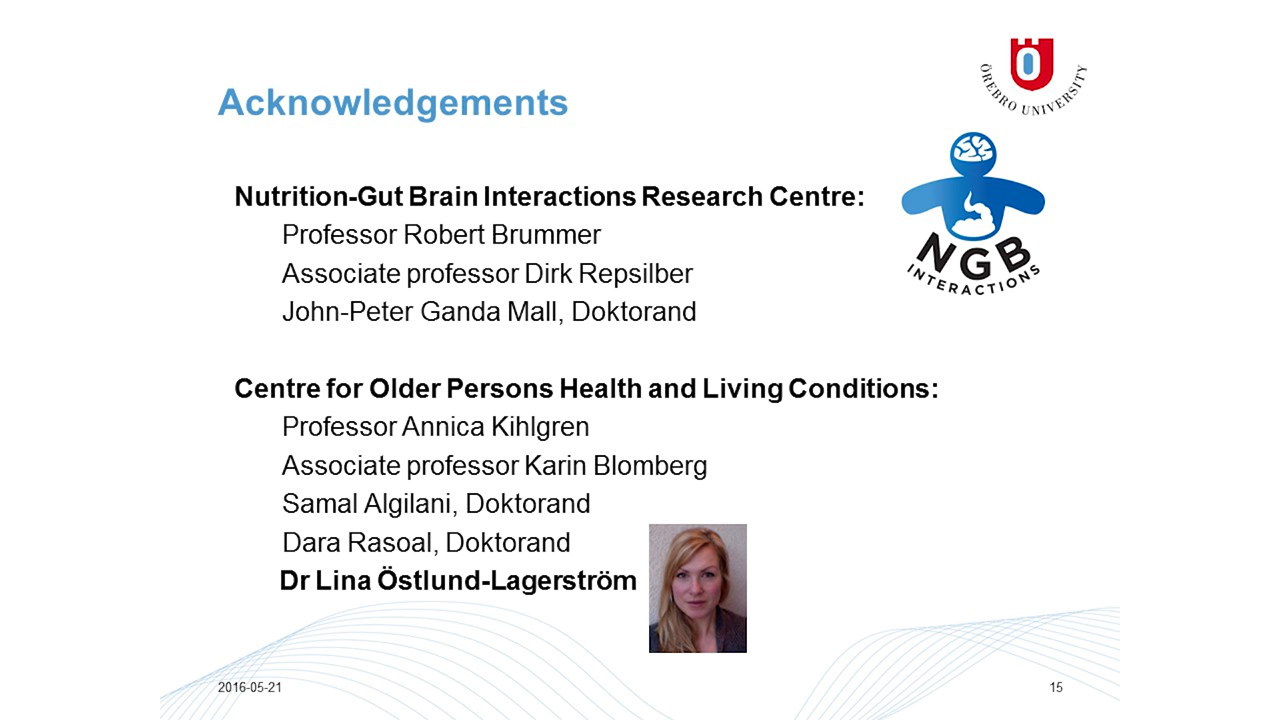 ÖREBRO UNIVERSITY
Acknowledgements
Nutrition-Gut Brain Interactions Research Centre:
Professor Robert Brummer
Associate professor Dirk Repsilber
John-Peter Ganda Mall, Doktorand
NGB
INTERACTIONS
Centre for Older Persons Health and Living Conditions:
Professor Annica Kihlgren
Associate professor Karin Blomberg
Samal Algilani, Doktorand
Dara Rasoal, Doktorand
Dr Lina Östlund-Lagerström
2016-05-21
15